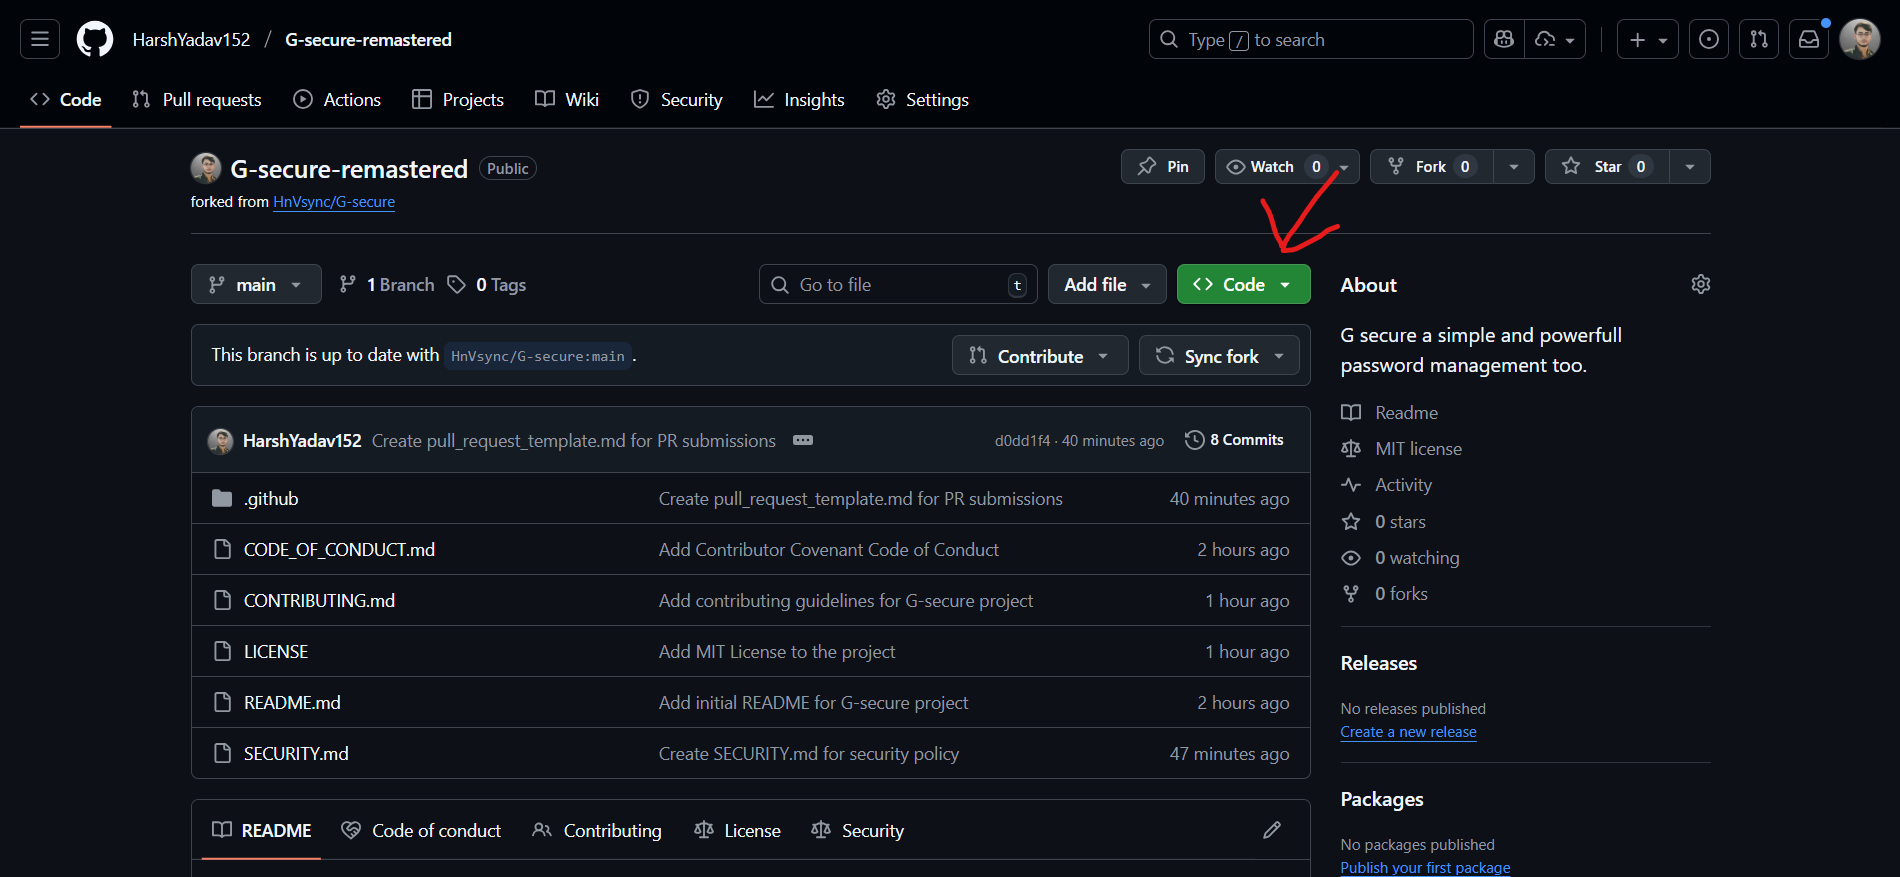 HarshYadav152 / G-secure-remastered
Type / to search
Code Pull requests Actions Projects Wiki Security Insights Settings
G-secure-remastered Public
Pin Watch 0 Fork 0 Star 0
forked from HnVsync/G-secure
main 1 Branch 0 Tags Go to file t Add file Code
This branch is up to date with HnVsync/G-secure:main . Contribute Sync fork
HarshYadav152 Create pull_request_template.md for PR submissions d0dd1f4 · 40 minutes ago 8 Commits
.github Create pull_request_template.md for PR submissions 40 minutes ago
CODE_OF_CONDUCT.md Add Contributor Covenant Code of Conduct 2 hours ago
CONTRIBUTING.md Add contributing guidelines for G-secure project 1 hour ago
LICENSE Add MIT License to the project 1 hour ago
README.md Add initial README for G-secure project 2 hours ago
SECURITY.md Create SECURITY.md for security policy 47 minutes ago
README Code of conduct Contributing License Security
About
G secure a simple and powerfull
password management too.
Readme
MIT license
Activity
0 stars
0 watching
0 forks
Releases
No releases published
Create a new release
Packages
No packages published
Publish your first package